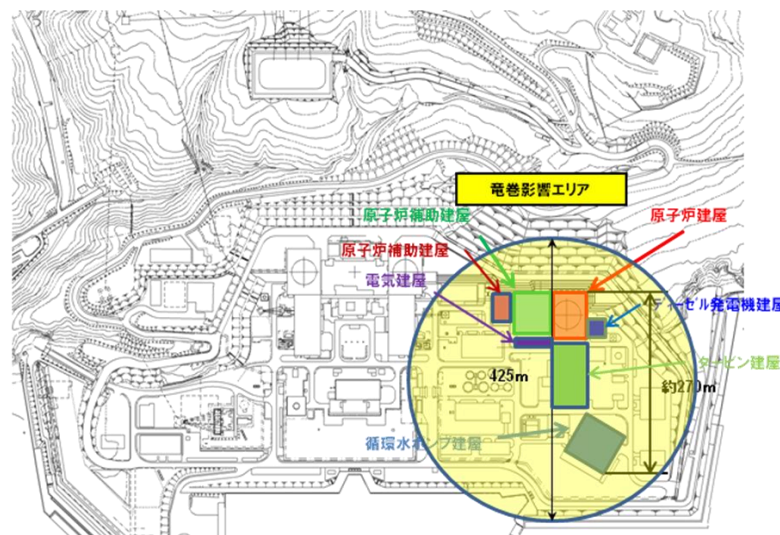 竜巻影響エリア
原子炉補助建屋
原子炉建屋
原子炉補助建屋
電気建屋
ディーゼル発電機建屋
タービン建屋
425m
約270m
循環水ポンプ建屋